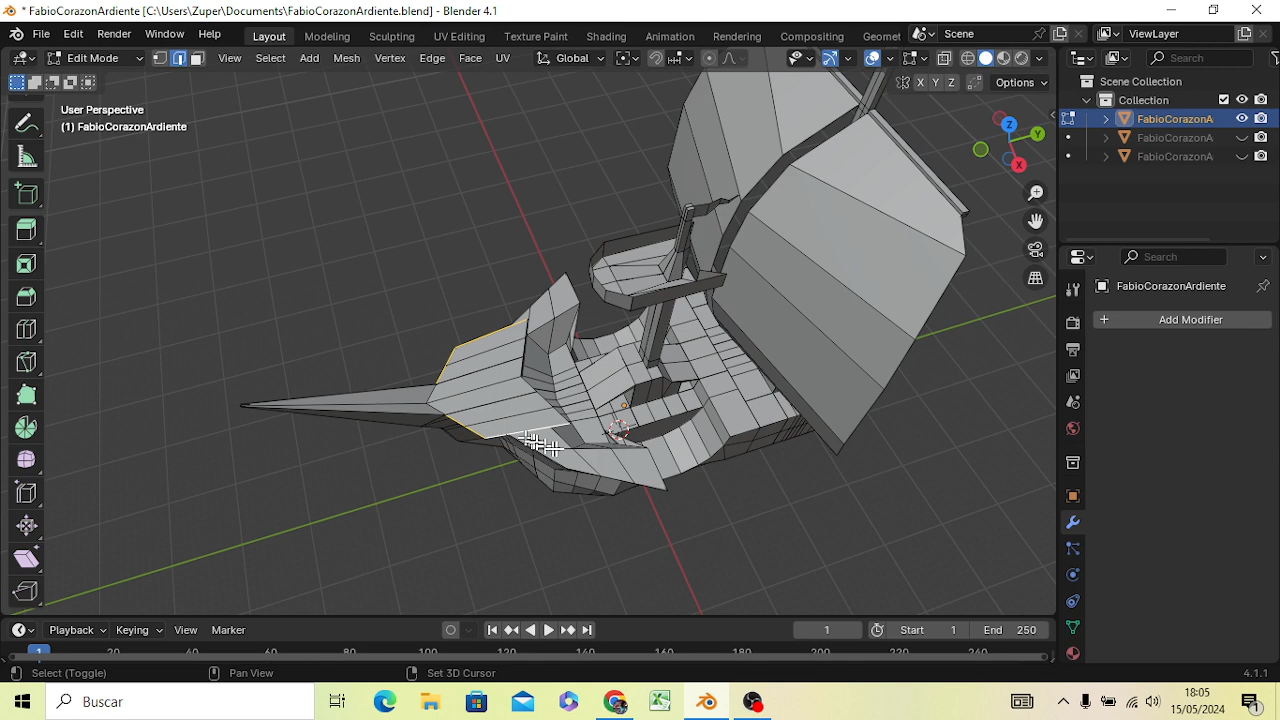 * FabioCorazonArdiente [C:\Users\Zuper\Documents\FabioCorazonArdiente.blend] - Blender 4.1
File Edit Render Window Help Layout Modeling Sculpting UV Editing Texture Paint Shading Animation Rendering Compositing Geomet Scene ViewLayer
Edit Mode View Select Add Mesh Vertex Edge Face UV Global Search
X Y Z Options
User Perspective
(1) FabioCorazonArdiente
Scene Collection
Collection
FabioCorazonA
FabioCorazonA
FabioCorazonA
Z
Y
X
Search
FabioCorazonArdiente
+ Add Modifier
Playback Keying View Marker 1 Start 1 End 250
1 20 40 60 80 100 120 140 160 180 200 220 240
Select (Toggle) Pan View Set 3D Cursor 4.1.1
Buscar
18:05
15/05/2024
1